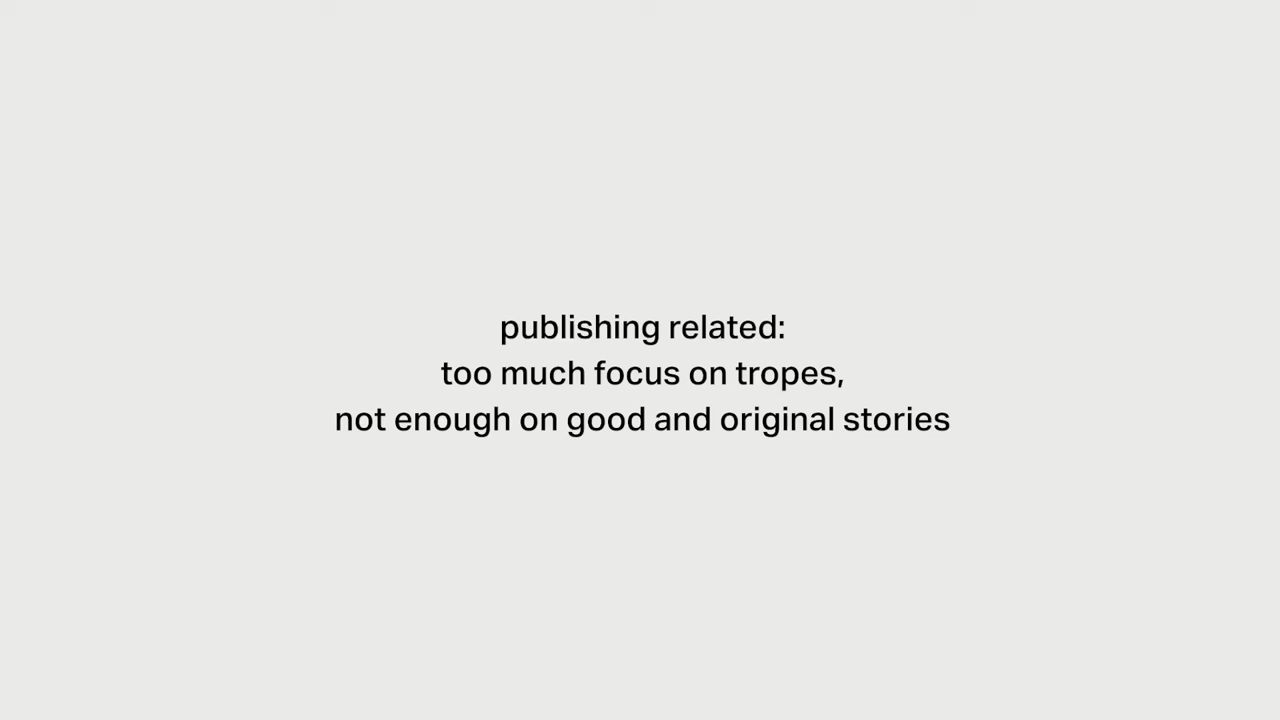 publishing related:
too much focus on tropes,
not enough on good and original stories